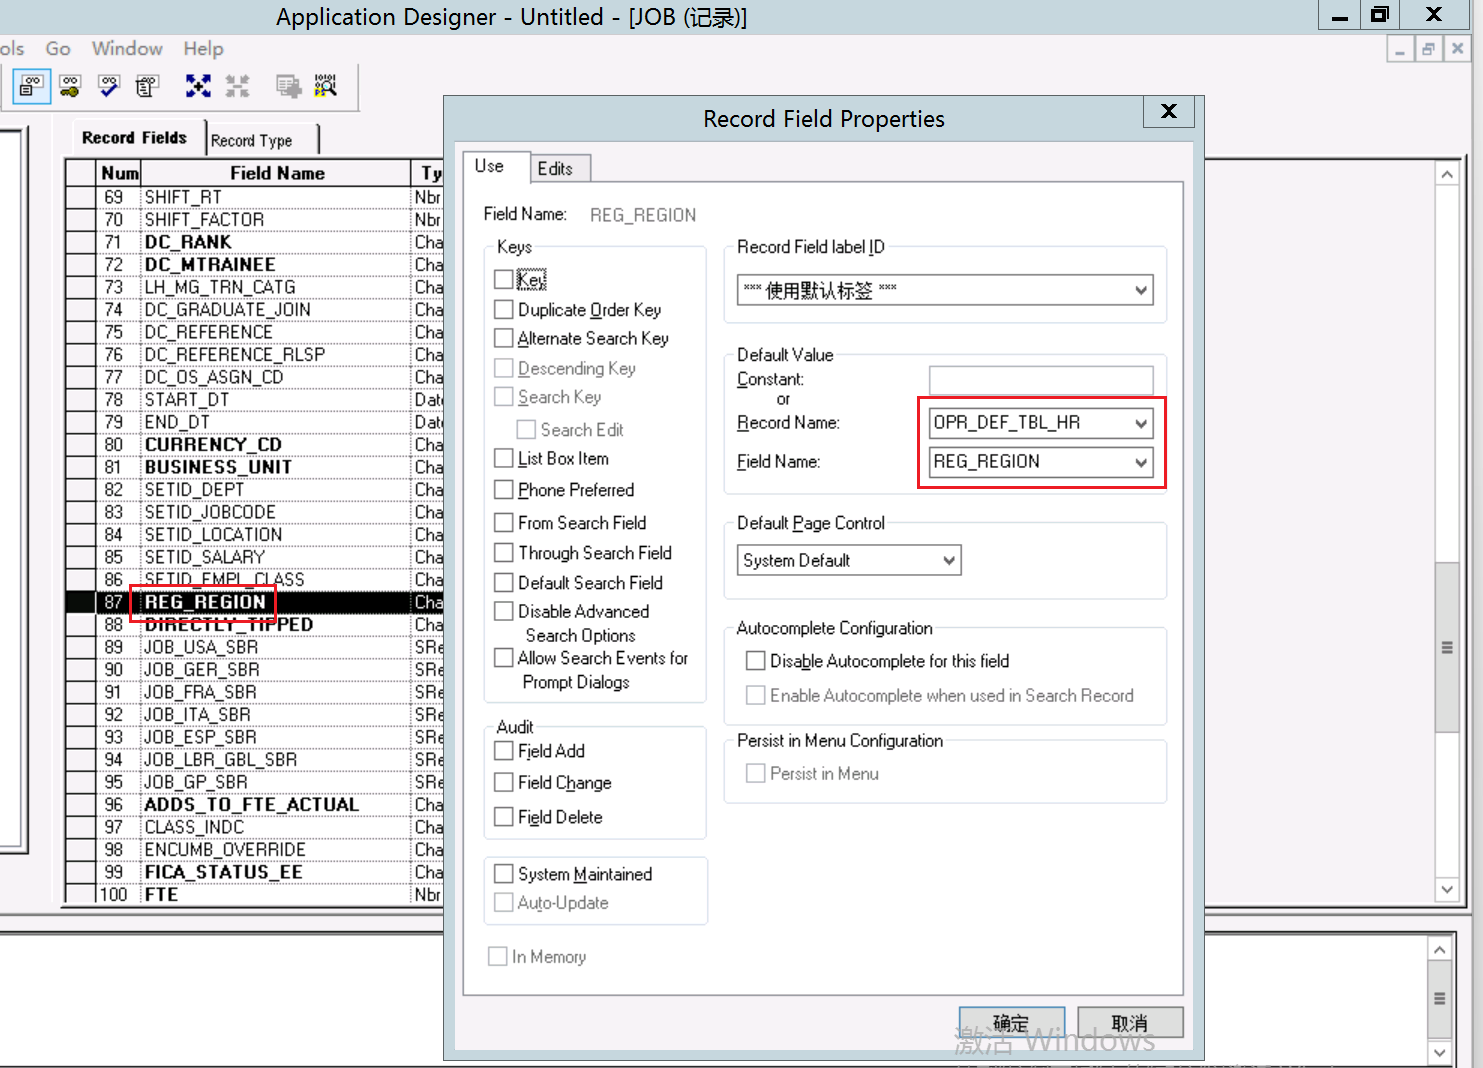 Application Designer - Untitled - [JOB (记录)]
ols Go Window Help
Record Fields Record Type
Num Field Name Ty
69 SHIFT_RT Nbr
70 SHIFT_FACTOR Nbr
71 DC_RANK Cha
72 DC_MTRAINEE Cha
73 LH_MG_TRN_CATG Cha
74 DC_GRADUATE_JOIN Cha
75 DC_REFERENCE Cha
76 DC_REFERENCE_RLSP Cha
77 DC_OS_ASGN_CD Cha
78 START_DT Date
79 END_DT Date
80 CURRENCY_CD Cha
81 BUSINESS_UNIT Cha
82 SETID_DEPT Cha
83 SETID_JOBCODE Cha
84 SETID_LOCATION Cha
85 SETID_SALARY Cha
86 SETID_EMPL_CLASS Cha
87 REG_REGION Cha
88 DIRECTLY_TIPPED Cha
89 JOB_USA_SBR SRe
90 JOB_GER_SBR SRe
91 JOB_FRA_SBR SRe
92 JOB_ITA_SBR SRe
93 JOB_ESP_SBR SRe
94 JOB_LBR_GBL_SBR SRe
95 JOB_GP_SBR SRe
96 ADDS_TO_FTE_ACTUAL Cha
97 CLASS_INDC Cha
98 ENCUMB_OVERRIDE Cha
99 FICA_STATUS_EE Cha
100 FTE Nbr
Record Field Properties
Use Edits
Field Name: REG_REGION
Keys
Key
Duplicate Order Key
Alternate Search Key
Descending Key
Search Key
Search Edit
List Box Item
Phone Preferred
From Search Field
Through Search Field
Default Search Field
Disable Advanced
Search Options
Allow Search Events for
Prompt Dialogs
Audit
Field Add
Field Change
Field Delete
System Maintained
Auto-Update
In Memory
Record Field label ID
*** 使用默认标签 ***
Default Value
Constant:
or
Record Name: OPR_DEF_TBL_HR
Field Name: REG_REGION
Default Page Control
System Default
Autocomplete Configuration
Disable Autocomplete for this field
Enable Autocomplete when used in Search Record
Persist in Menu Configuration
Persist in Menu
确定 取消
激活 Windows